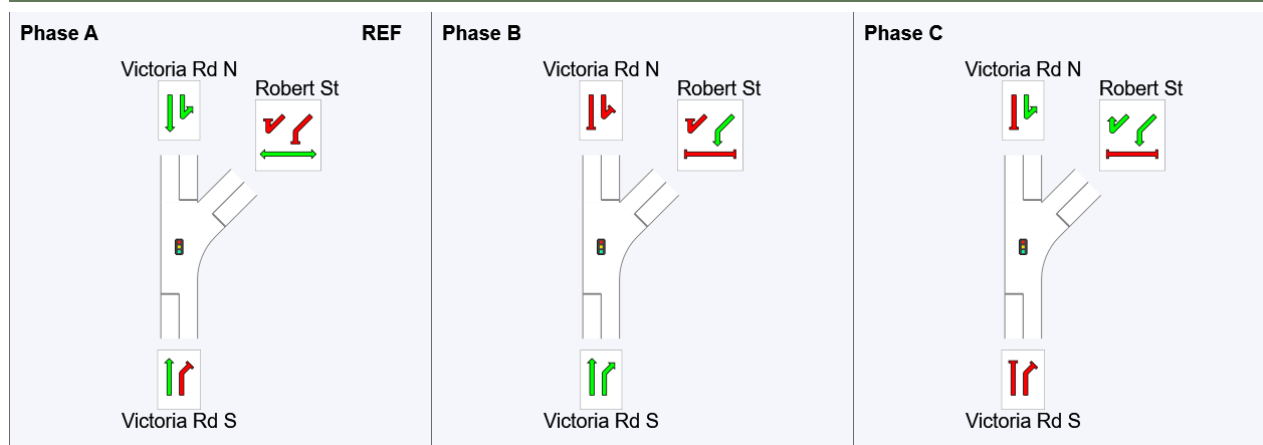 Phase A REF
Victoria Rd N
Robert St
Victoria Rd S
Phase B
Victoria Rd N
Robert St
Victoria Rd S
Phase C
Victoria Rd N
Robert St
Victoria Rd S